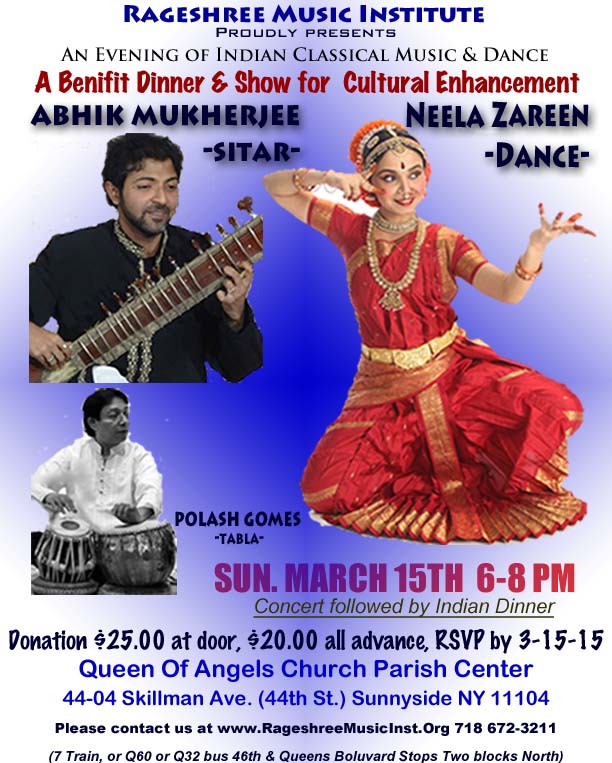 Rageshree Music Institute
Proudly presents
An Evening of Indian Classical Music & Dance
A Benifit Dinner & Show for Cultural Enhancement
Abhik Mukherjee
-sitar-
Neela Zareen
-Dance-
Polash Gomes
-tabla-
SUN. MARCH 15TH 6-8 PM
Concert followed by Indian Dinner
Donation $25.00 at door, $20.00 all advance, RSVP by 3-15-15
Queen Of Angels Church Parish Center
44-04 Skillman Ave. (44th St.) Sunnyside NY 11104
Please contact us at www.RageshreeMusicInst.Org 718 672-3211
(7 Train, or Q60 or Q32 bus 46th & Queens Boluvard Stops Two blocks North)